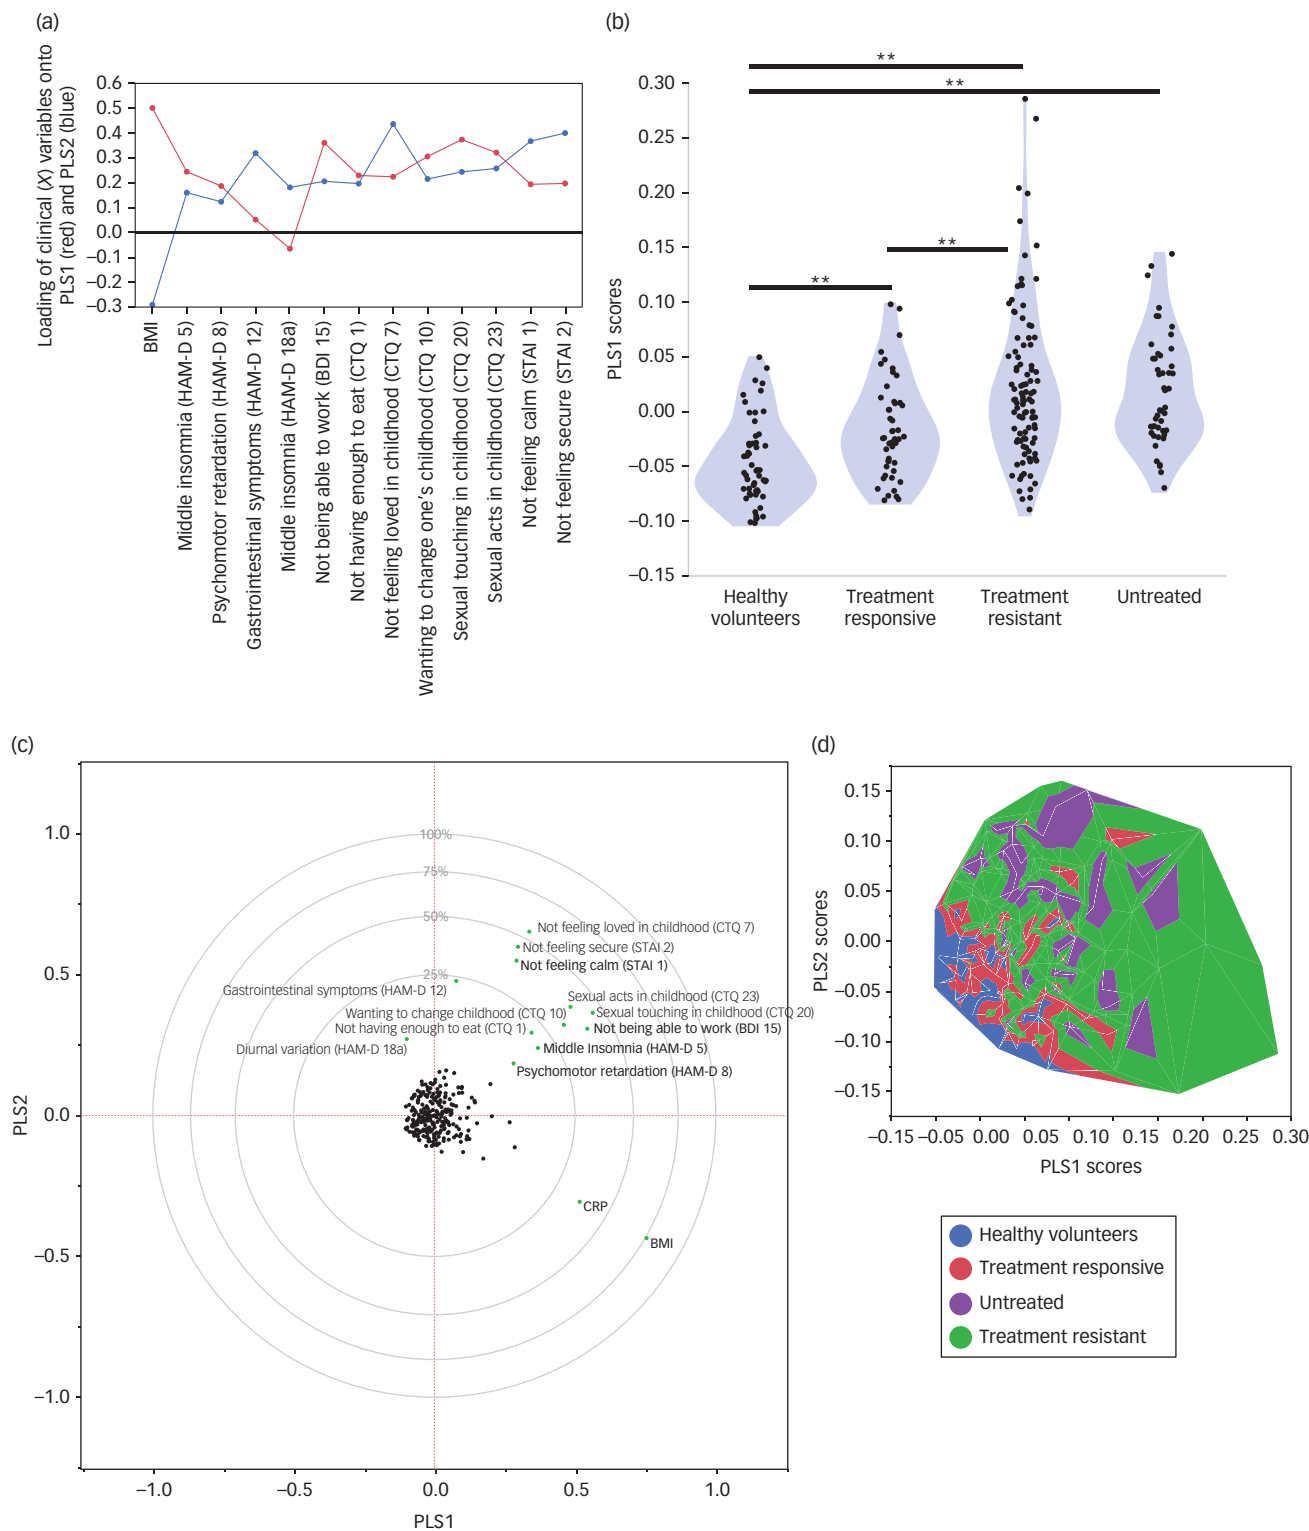 (a)
Loading of clinical (X) variables onto
PLS1 (red) and PLS2 (blue)
0.6
0.5
0.4
0.3
0.2
0.1
0.0
−0.1
−0.2
−0.3
BMI
Middle insomnia (HAM-D 5)
Psychomotor retardation (HAM-D 8)
Gastrointestinal symptoms (HAM-D 12)
Middle insomnia (HAM-D 18a)
Not being able to work (BDI 15)
Not having enough to eat (CTQ 1)
Not feeling loved in childhood (CTQ 7)
Wanting to change one's childhood (CTQ 10)
Sexual touching in childhood (CTQ 20)
Sexual acts in childhood (CTQ 23)
Not feeling calm (STAI 1)
Not feeling secure (STAI 2)
(b)
PLS1 scores
0.30
0.25
0.20
0.15
0.10
0.05
0.00
−0.05
−0.10
−0.15
**
**
**
**
Healthy
volunteers
Treatment
responsive
Treatment
resistant
Untreated
(c)
PLS2
1.0
0.5
0.0
−0.5
−1.0
100%
75%
50%
25%
Not feeling loved in childhood (CTQ 7)
Not feeling secure (STAI 2)
Not feeling calm (STAI 1)
Gastrointestinal symptoms (HAM-D 12)
Sexual acts in childhood (CTQ 23)
Wanting to change childhood (CTQ 10)
Sexual touching in childhood (CTQ 20)
Not having enough to eat (CTQ 1)
Not being able to work (BDI 15)
Diurnal variation (HAM-D 18a)
Middle Insomnia (HAM-D 5)
Psychomotor retardation (HAM-D 8)
CRP
BMI
−1.0
−0.5
0.0
0.5
1.0
PLS1
(d)
PLS2 scores
0.15
0.10
0.05
0.00
−0.05
−0.10
−0.15
−0.15 −0.05 0.00 0.05 0.10 0.15 0.20 0.25 0.30
PLS1 scores
Healthy volunteers
Treatment responsive
Untreated
Treatment resistant